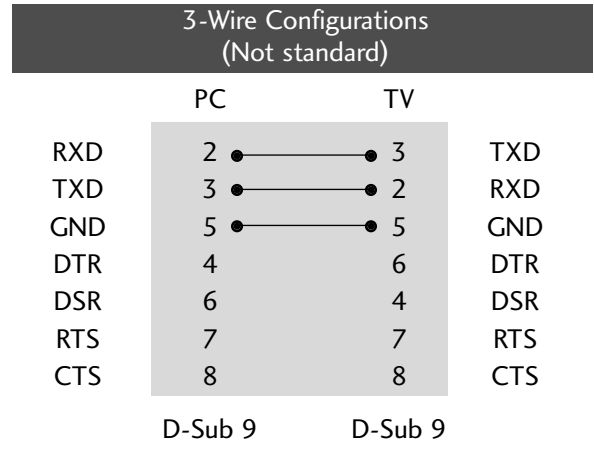 3-Wire Configurations
(Not standard)
PC TV
RXD 2 3 TXD
TXD 3 2 RXD
GND 5 5 GND
DTR 4 6 DTR
DSR 6 4 DSR
RTS 7 7 RTS
CTS 8 8 CTS
D-Sub 9 D-Sub 9